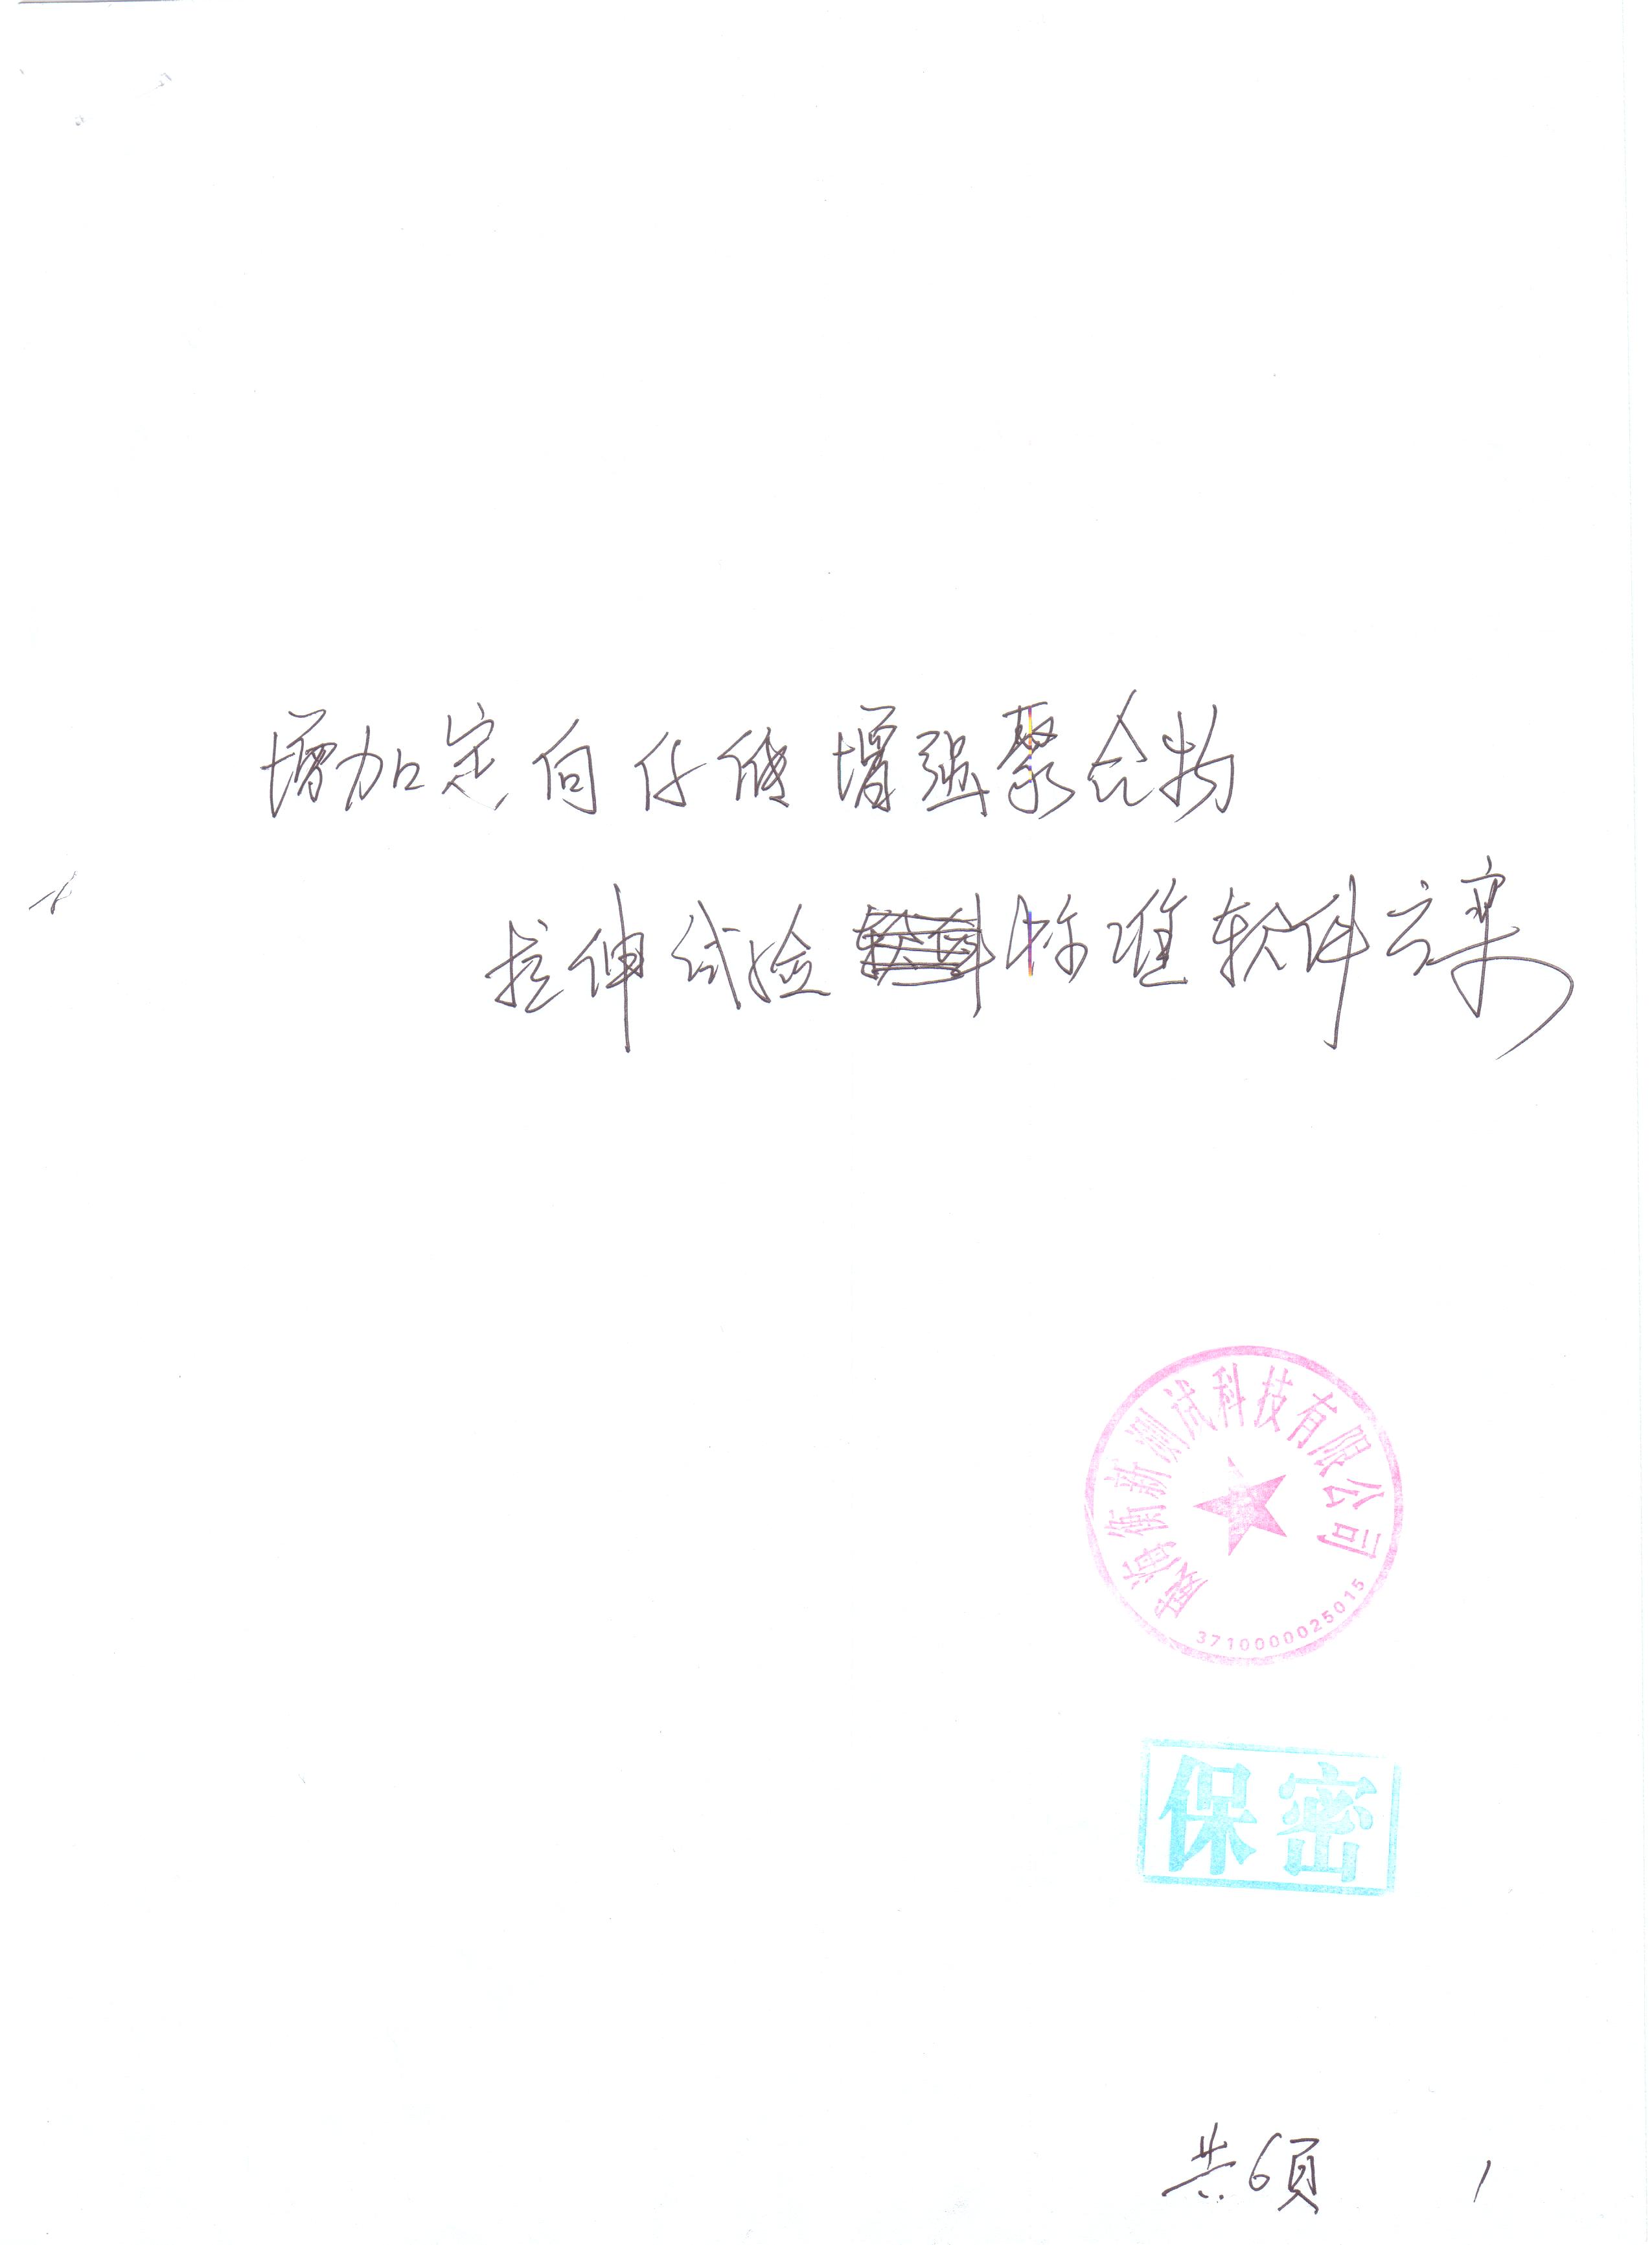 增加定向纤维增强聚合物
拉伸试验标准软件方案
威海衡新测试科技有限公司
3710000025015
保密
共6页 1